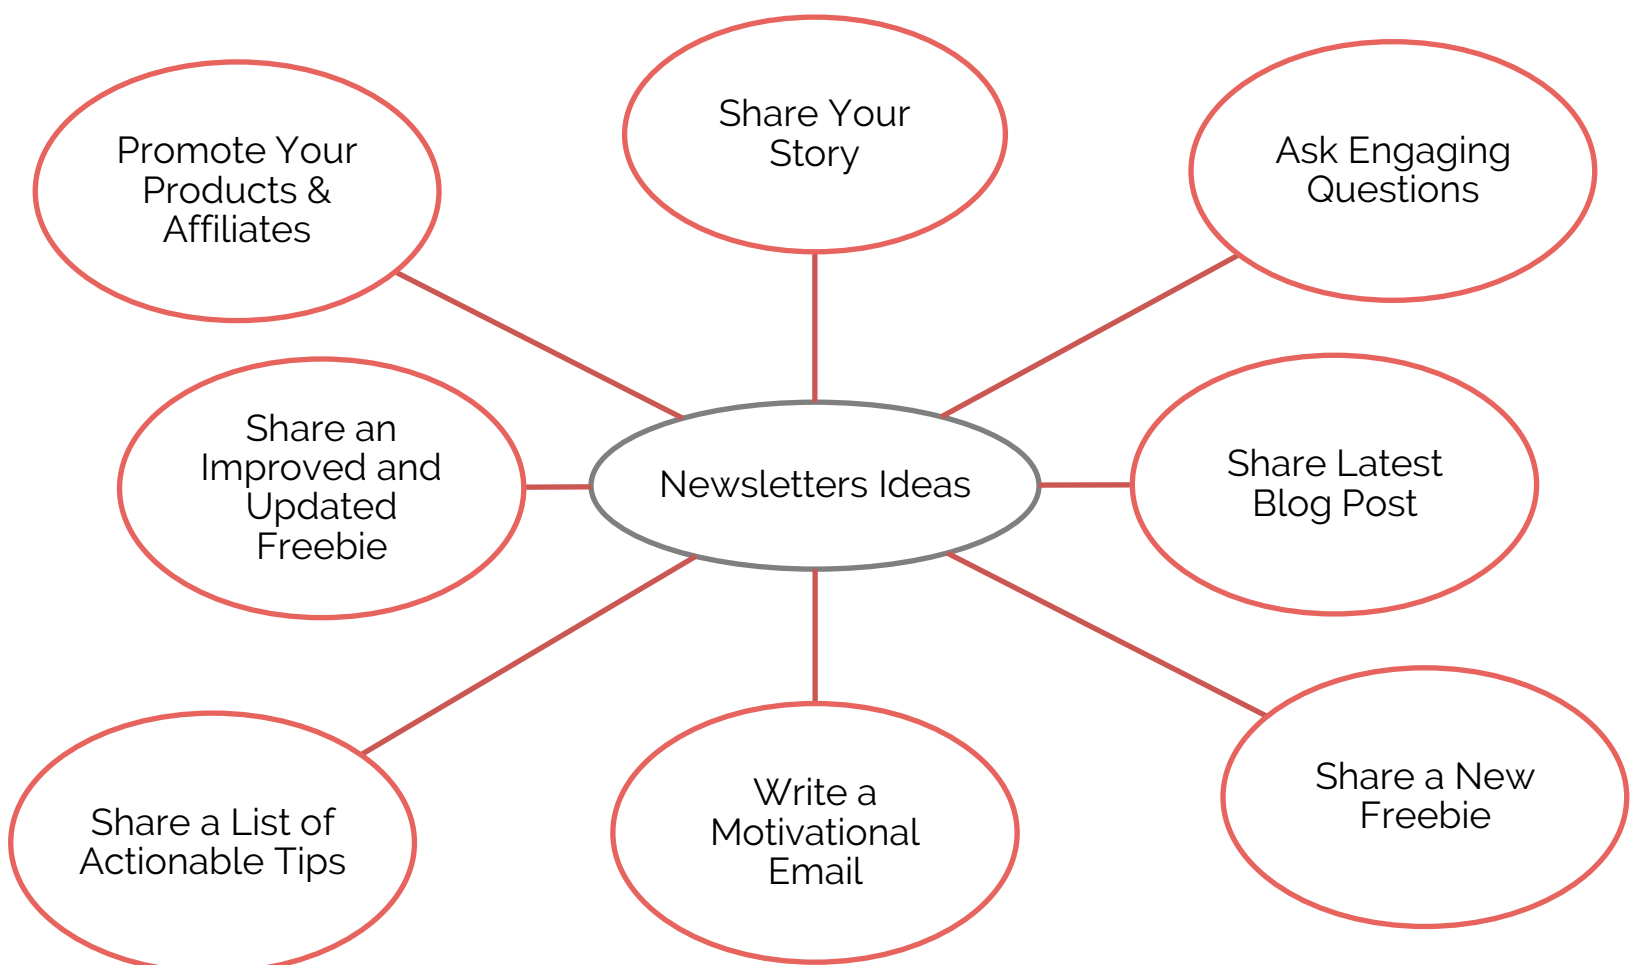 Share Your
Story
Promote Your
Products &
Affiliates
Ask Engaging
Questions
Share an
Improved and
Updated
Freebie
Newsletters Ideas
Share Latest
Blog Post
Share a List of
Actionable Tips
Write a
Motivational
Email
Share a New
Freebie